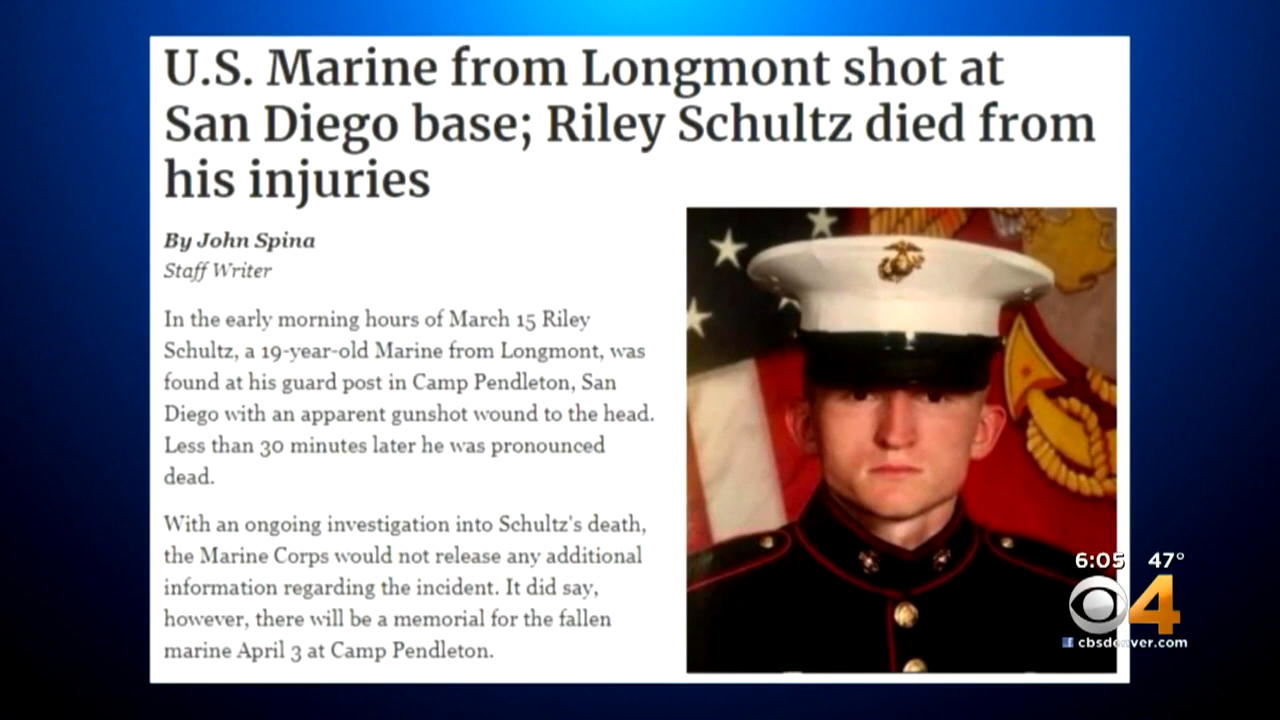 U.S. Marine from Longmont shot at
San Diego base; Riley Schultz died from
his injuries
By John Spina
Staff Writer
In the early morning hours of March 15 Riley
Schultz, a 19-year-old Marine from Longmont, was
found at his guard post in Camp Pendleton, San
Diego with an apparent gunshot wound to the head.
Less than 30 minutes later he was pronounced
dead.
With an ongoing investigation into Schultz's death,
the Marine Corps would not release any additional
information regarding the incident. It did say,
however, there will be a memorial for the fallen
marine April 3 at Camp Pendleton.
6:05 47°
4
f cbsdenver.com